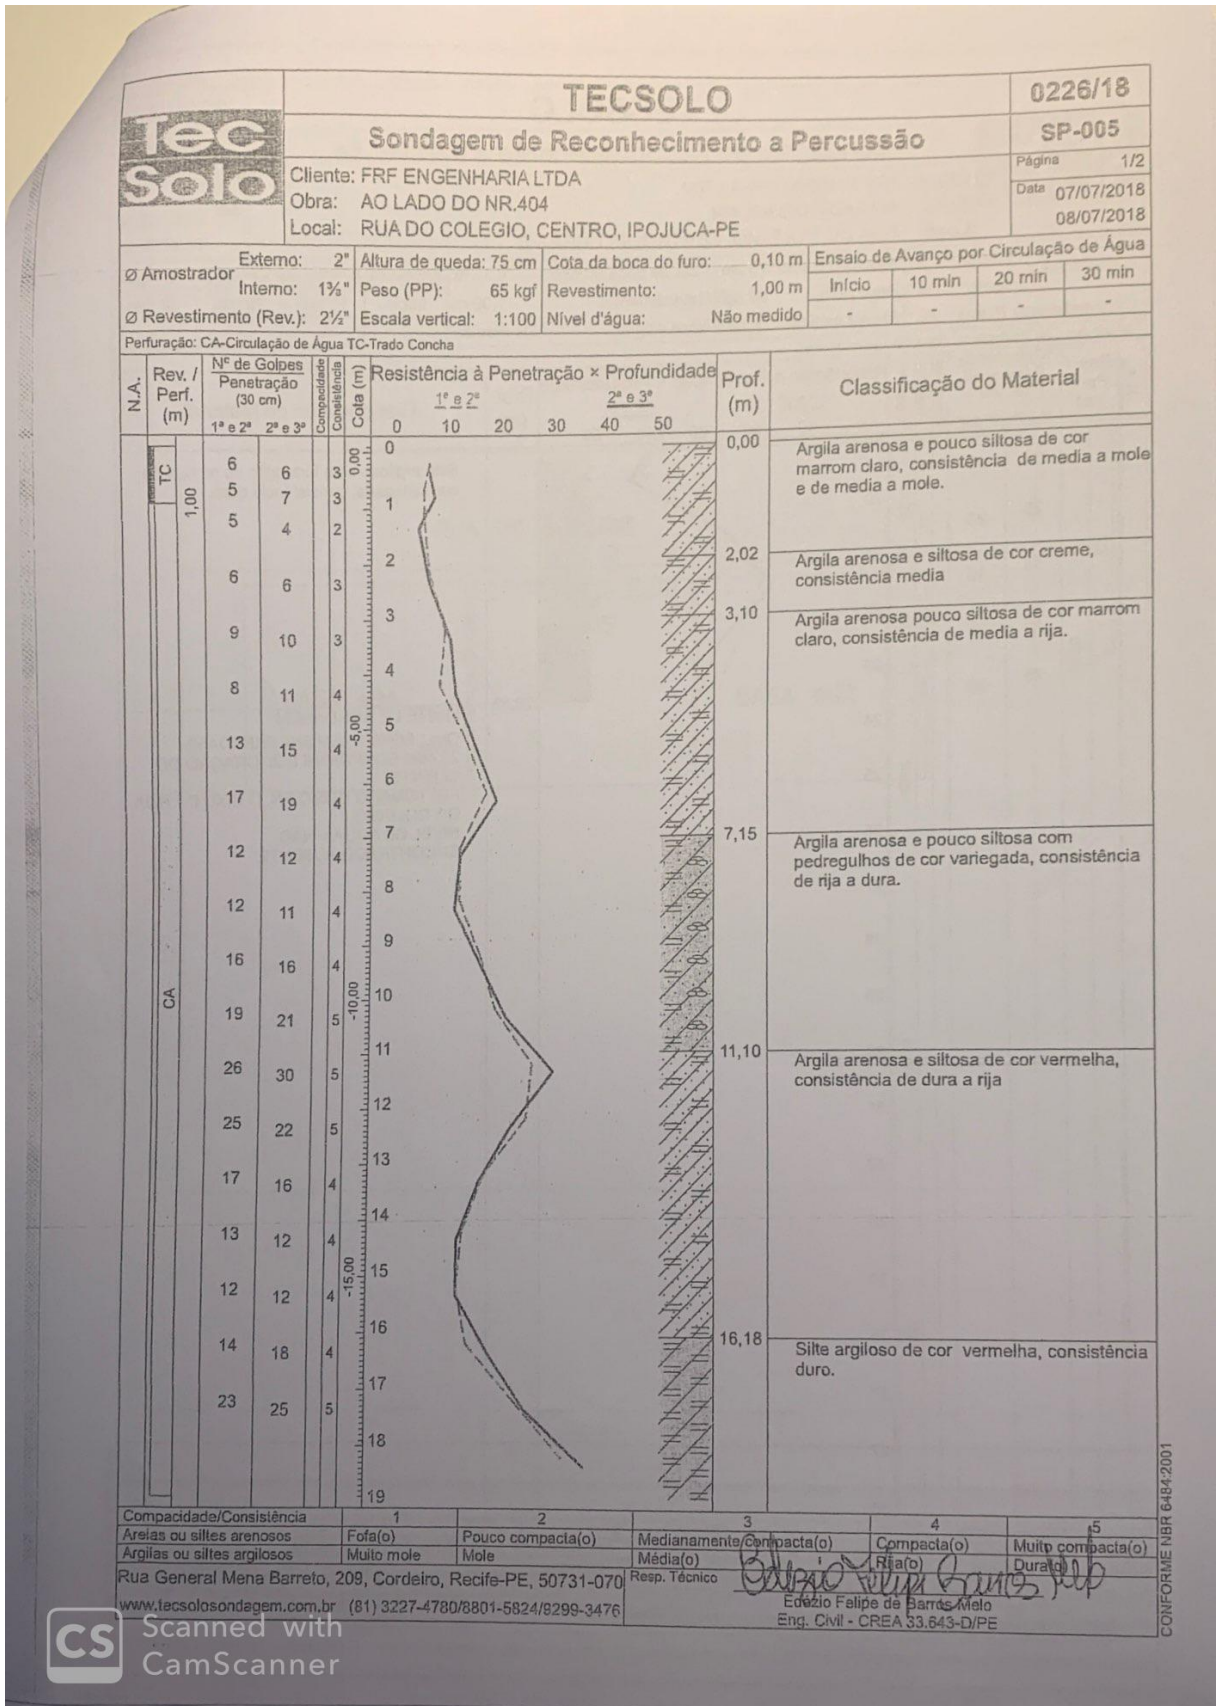 Tec
Solo
TECSOLO
Sondagem de Reconhecimento a Percussão
0226/18
SP-005
Página 1/2
Data 07/07/2018
08/07/2018
Cliente: FRF ENGENHARIA LTDA
Obra: AO LADO DO NR.404
Local: RUA DO COLEGIO, CENTRO, IPOJUCA-PE
Ø Amostrador
Externo: 2"
Interno: 1⅜"
Ø Revestimento (Rev.): 2½"
Altura de queda: 75 cm
Peso (PP): 65 kgf
Escala vertical: 1:100
Cota da boca do furo: 0,10 m
Revestimento: 1,00 m
Nível d'água: Não medido
Ensaio de Avanço por Circulação de Água
Início 10 min 20 min 30 min
- - - -
Perfuração: CA-Circulação de Água TC-Trado Concha
N.A.
Rev. /
Perf.
(m)
Nº de Golpes
Penetração
(30 cm)
1ª e 2ª 2ª e 3ª
Compacidade
Consistência
Cota (m)
Resistência à Penetração × Profundidade
1ª e 2ª 2ª e 3ª
0 10 20 30 40 50
Prof.
(m)
Classificação do Material
TC
1,00
CA
6 6 3
5 7 3
5 4 2
6 6 3
9 10 3
8 11 4
13 15 4
17 19 4
12 12 4
12 11 4
16 16 4
19 21 5
26 30 5
25 22 5
17 16 4
13 12 4
12 12 4
14 18 4
23 25 5
0,00
-5,00
-10,00
-15,00
0
1
2
3
4
5
6
7
8
9
10
11
12
13
14
15
16
17
18
19
0,00 Argila arenosa e pouco siltosa de cor
marrom claro, consistência de media a mole
e de media a mole.
2,02 Argila arenosa e siltosa de cor creme,
consistência media
3,10 Argila arenosa pouco siltosa de cor marrom
claro, consistência de media a rija.
7,15 Argila arenosa e pouco siltosa com
pedregulhos de cor variegada, consistência
de rija a dura.
11,10 Argila arenosa e siltosa de cor vermelha,
consistência de dura a rija
16,18 Silte argiloso de cor vermelha, consistência
duro.
CONFORME NBR 6484:2001
Compacidade/Consistência 1 2 3 4 5
Areias ou siltes arenosos Fofa(o) Pouco compacta(o) Medianamente compacta(o) Compacta(o) Muito compacta(o)
Argilas ou siltes argilosos Muito mole Mole Média(o) Rija(o) Dura(o)
Rua General Mena Barreto, 209, Cordeiro, Recife-PE, 50731-070
www.tecsolosondagem.com.br (81) 3227-4780/8801-5824/9299-3476
Resp. Técnico
Edézio Felipe de Barros Melo
Eng. Civil - CREA 33.643-D/PE
CS Scanned with
CamScanner